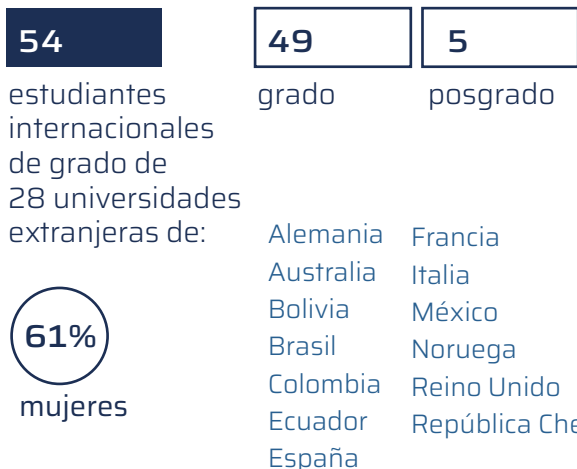 54
estudiantes
internacionales
de grado de
28 universidades
extranjeras de:
61%
mujeres
49
grado
5
posgrado
Alemania
Australia
Bolivia
Brasil
Colombia
Ecuador
España
Francia
Italia
México
Noruega
Reino Unido
República